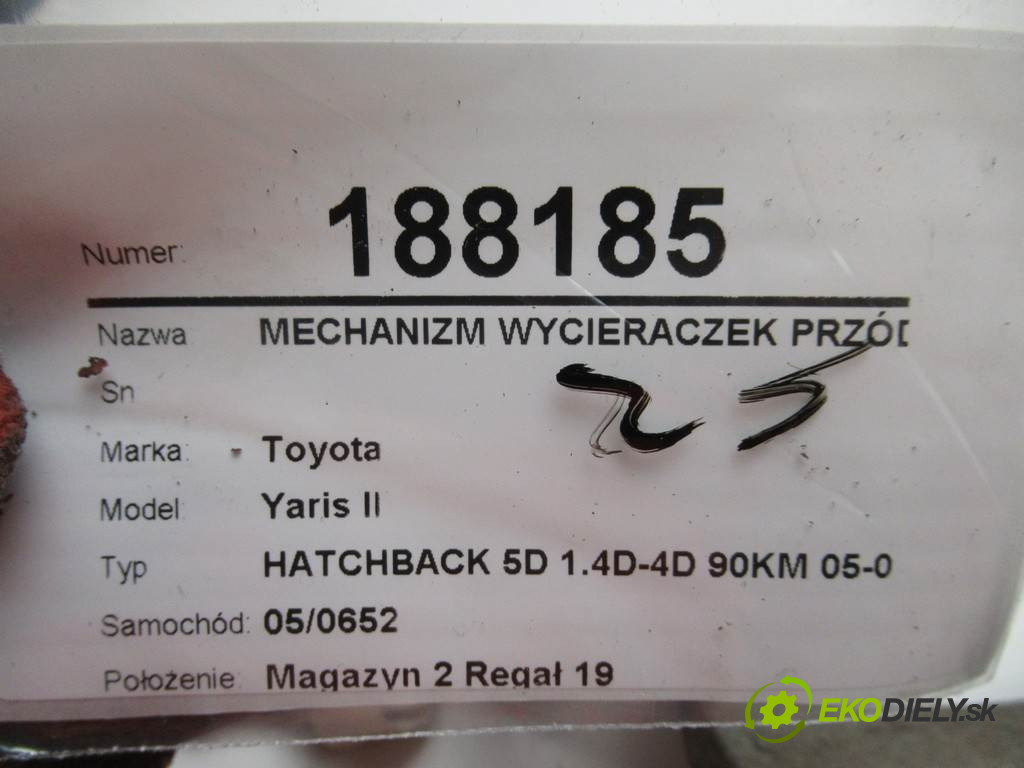 Numer: 188185
Nazwa MECHANIZM WYCIERACZEK PRZÓD
Sn
25
Marka: Toyota
Model Yaris II
Typ HATCHBACK 5D 1.4D-4D 90KM 05-0
Samochód: 05/0652
Położenie: Magazyn 2 Regał 19
EKODIELY.sk